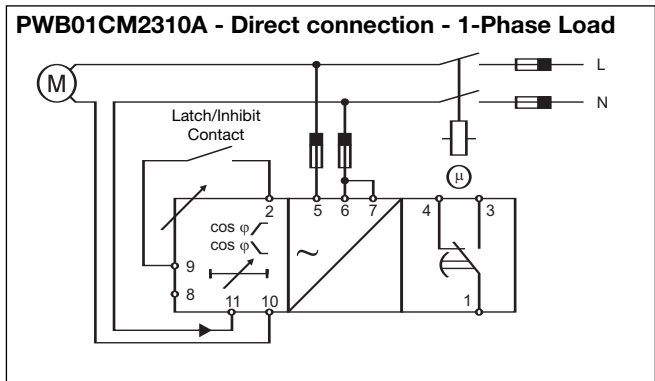 PWB01CM2310A - Direct connection - 1-Phase Load
L
M
N
Latch/Inhibit
Contact
µ
2
5
6
7
4
3
cos φ
cos φ
~
9
8
11
10
1